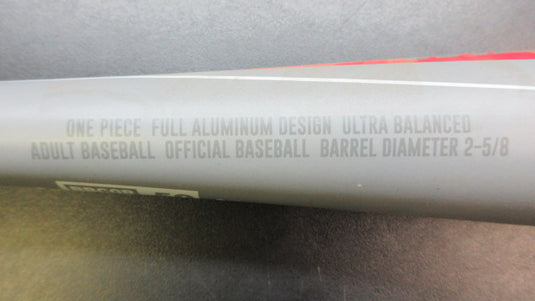 ONE PIECE FULL ALUMINUM DESIGN ULTRA BALANCED
ADULT BASEBALL OFFICIAL BASEBALL BARREL DIAMETER 2-5/8